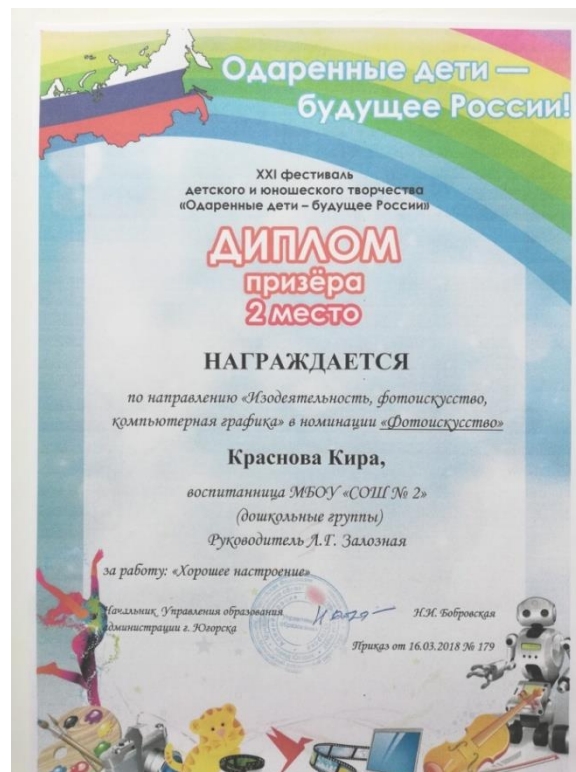 Одаренные дети —
будущее России!
XXI фестиваль
детского и юношеского творчества
«Одаренные дети – будущее России»
ДИПЛОМ
призёра
2 место
НАГРАЖДАЕТСЯ
по направлению «Изодеятельность, фотоискусство,
компьютерная графика» в номинации «Фотоискусство»
Краснова Кира,
воспитанница МБОУ «СОШ № 2»
(дошкольные группы)
Руководитель Л.Г. Залозная
за работу: «Хорошее настроение»
Начальник Управления образования
администрации г. Югорска
Н.И. Бобровская
Приказ от 16.03.2018 № 179